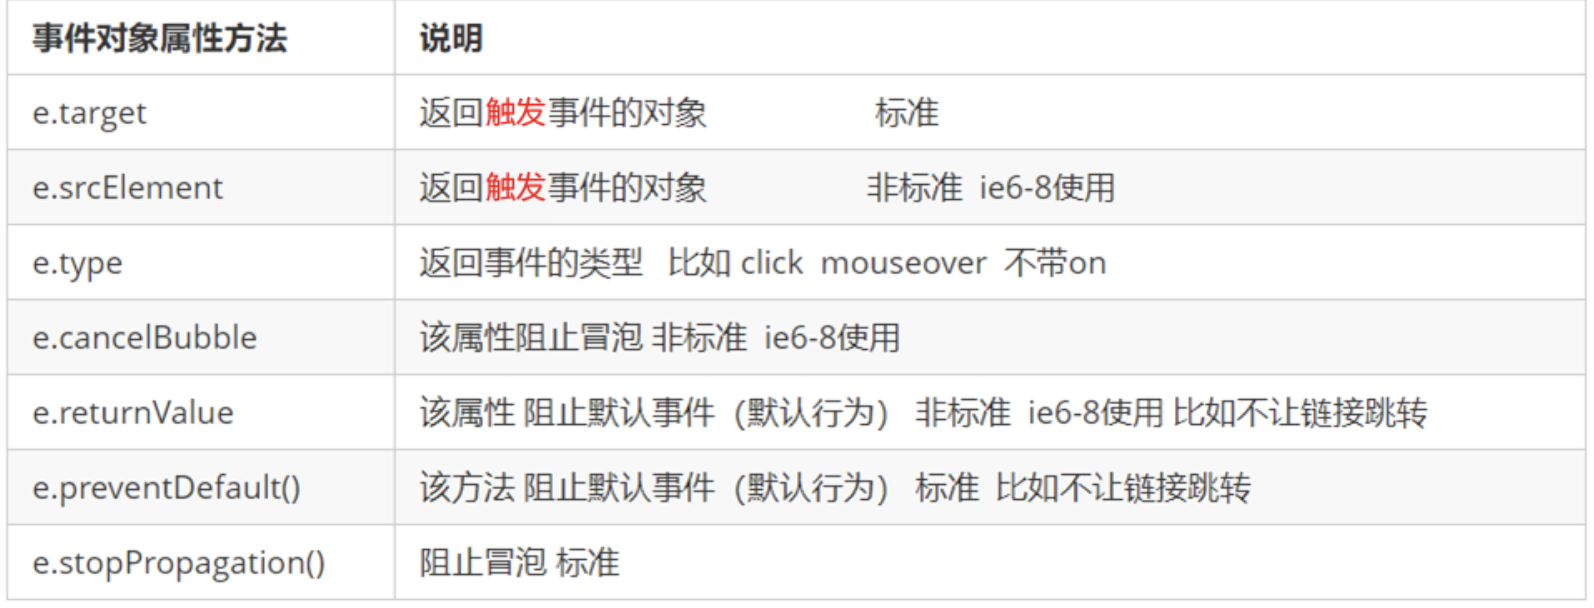 事件对象属性方法 说明
e.target 返回触发事件的对象 标准
e.srcElement 返回触发事件的对象 非标准 ie6-8使用
e.type 返回事件的类型 比如 click mouseover 不带on
e.cancelBubble 该属性阻止冒泡 非标准 ie6-8使用
e.returnValue 该属性 阻止默认事件（默认行为） 非标准 ie6-8使用 比如不让链接跳转
e.preventDefault() 该方法 阻止默认事件（默认行为） 标准 比如不让链接跳转
e.stopPropagation() 阻止冒泡 标准